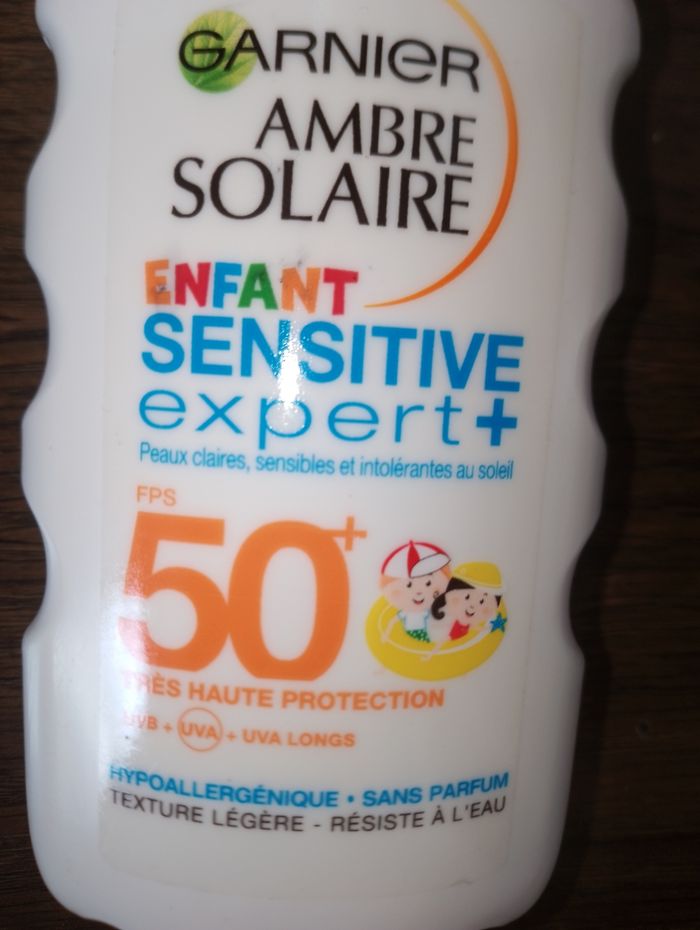 GARNIER
AMBRE
SOLAIRE
ENFANT
SENSITIVE
expert+
Peaux claires, sensibles et intolérantes au soleil
FPS
50+
TRÈS HAUTE PROTECTION
UVB + UVA + UVA LONGS
HYPOALLERGÉNIQUE • SANS PARFUM
TEXTURE LÉGÈRE - RÉSISTE À L'EAU